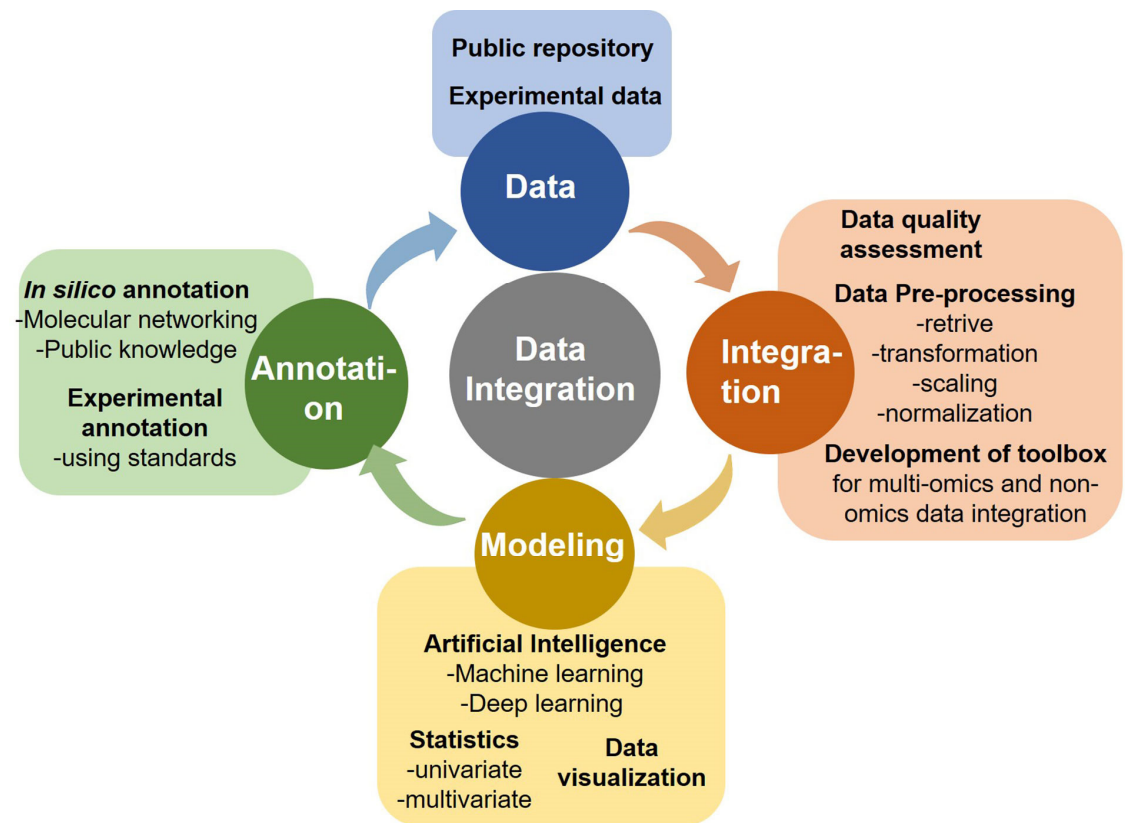 Public repository
Experimental data
Data
Data quality
assessment
Data Pre-processing
-retrive
-transformation
-scaling
-normalization
Development of toolbox
for multi-omics and non-
omics data integration
Integra-
tion
Data
Integration
In silico annotation
-Molecular networking
-Public knowledge
Experimental
annotation
-using standards
Annotati-
on
Modeling
Artificial Intelligence
-Machine learning
-Deep learning
Statistics
-univariate
-multivariate
Data
visualization